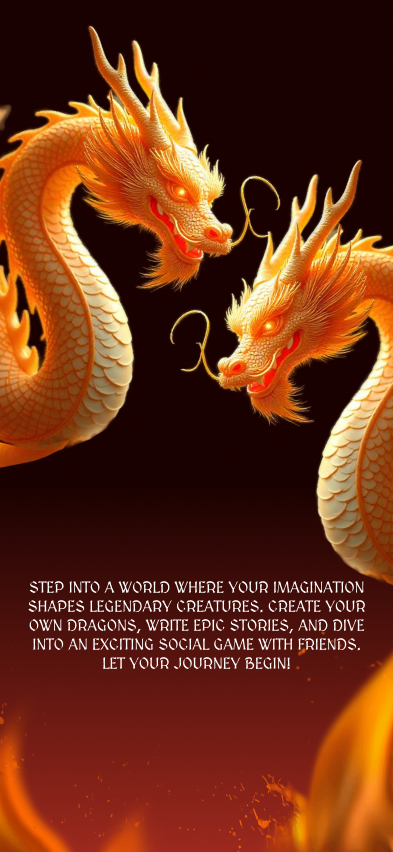 STEP INTO A WORLD WHERE YOUR IMAGINATION
SHAPES LEGENDARY CREATURES. CREATE YOUR
OWN DRAGONS, WRITE EPIC STORIES, AND DIVE
INTO AN EXCITING SOCIAL GAME WITH FRIENDS.
LET YOUR JOURNEY BEGIN!